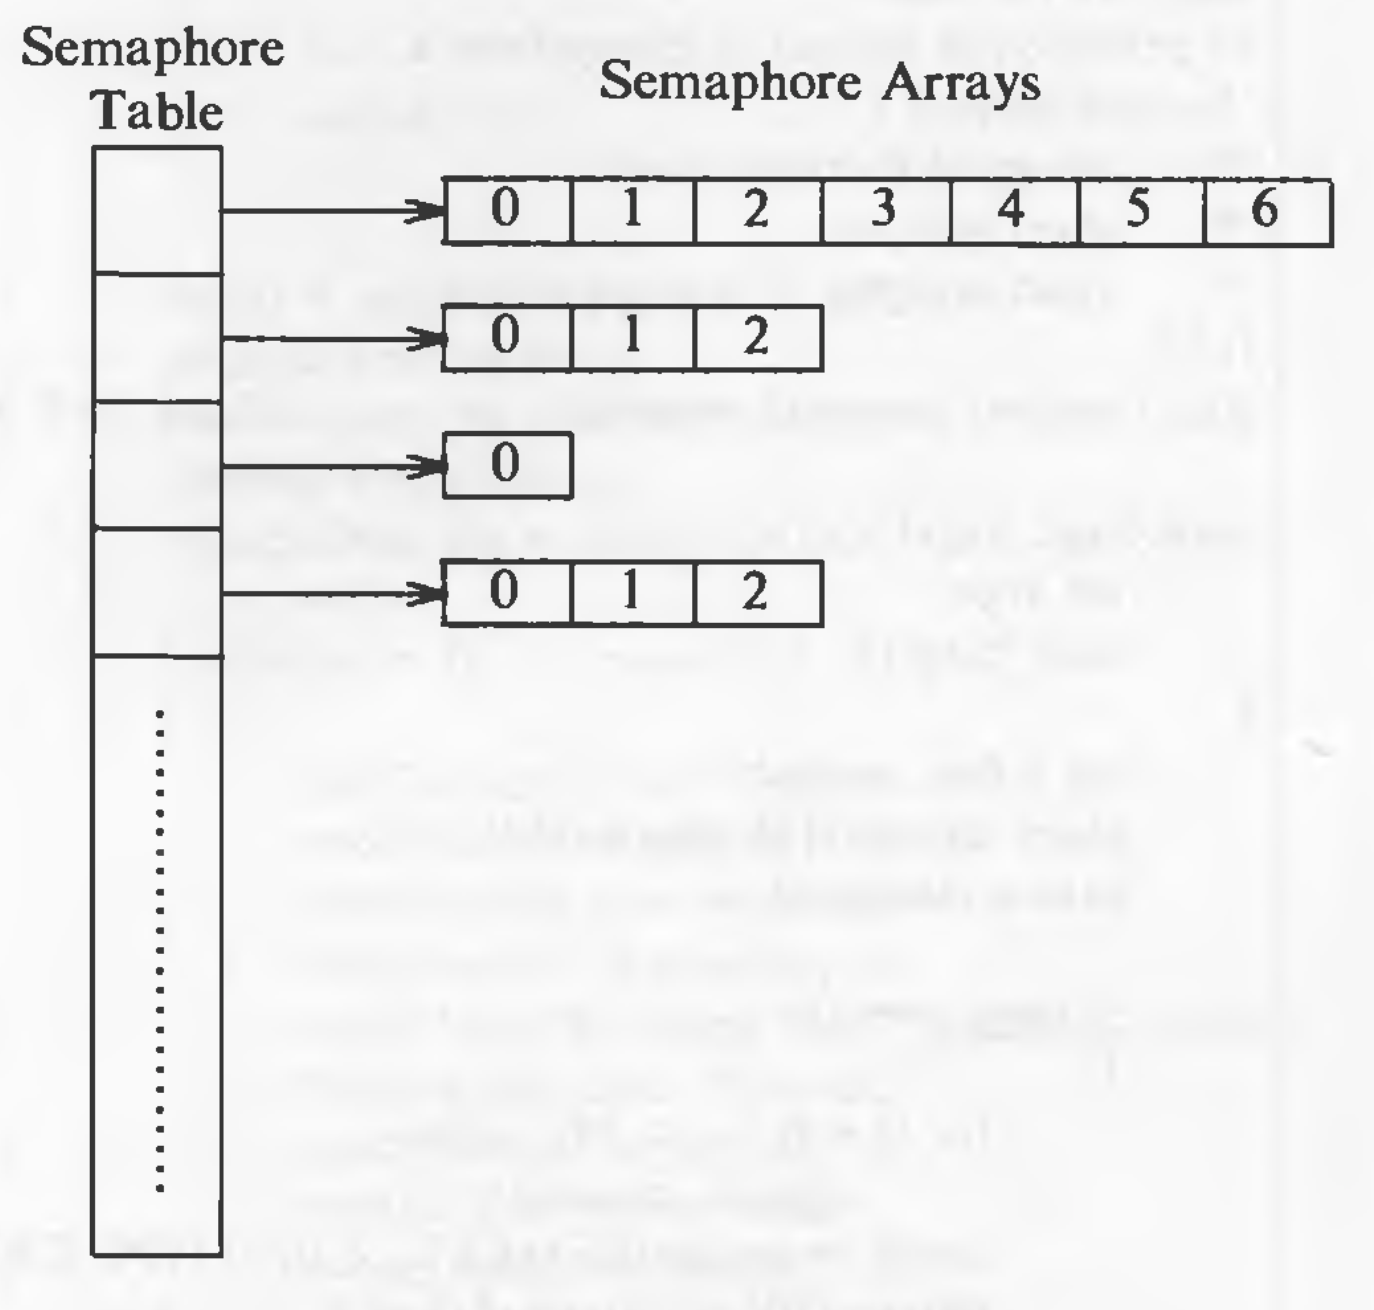 Semaphore
Table
Semaphore Arrays
0 1 2 3 4 5 6
0 1 2
0
0 1 2